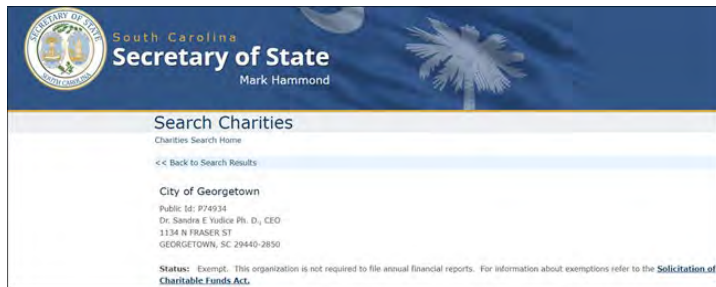 South Carolina
Secretary of State
Mark Hammond
Search Charities
Charities Search Home
<< Back to Search Results
City of Georgetown
Public Id: P74934
Dr. Sandra E Yudice Ph. D., CEO
1134 N FRASER ST
GEORGETOWN, SC 29440-2850
Status: Exempt. This organization is not required to file annual financial reports. For information about exemptions refer to the Solicitation of
Charitable Funds Act.